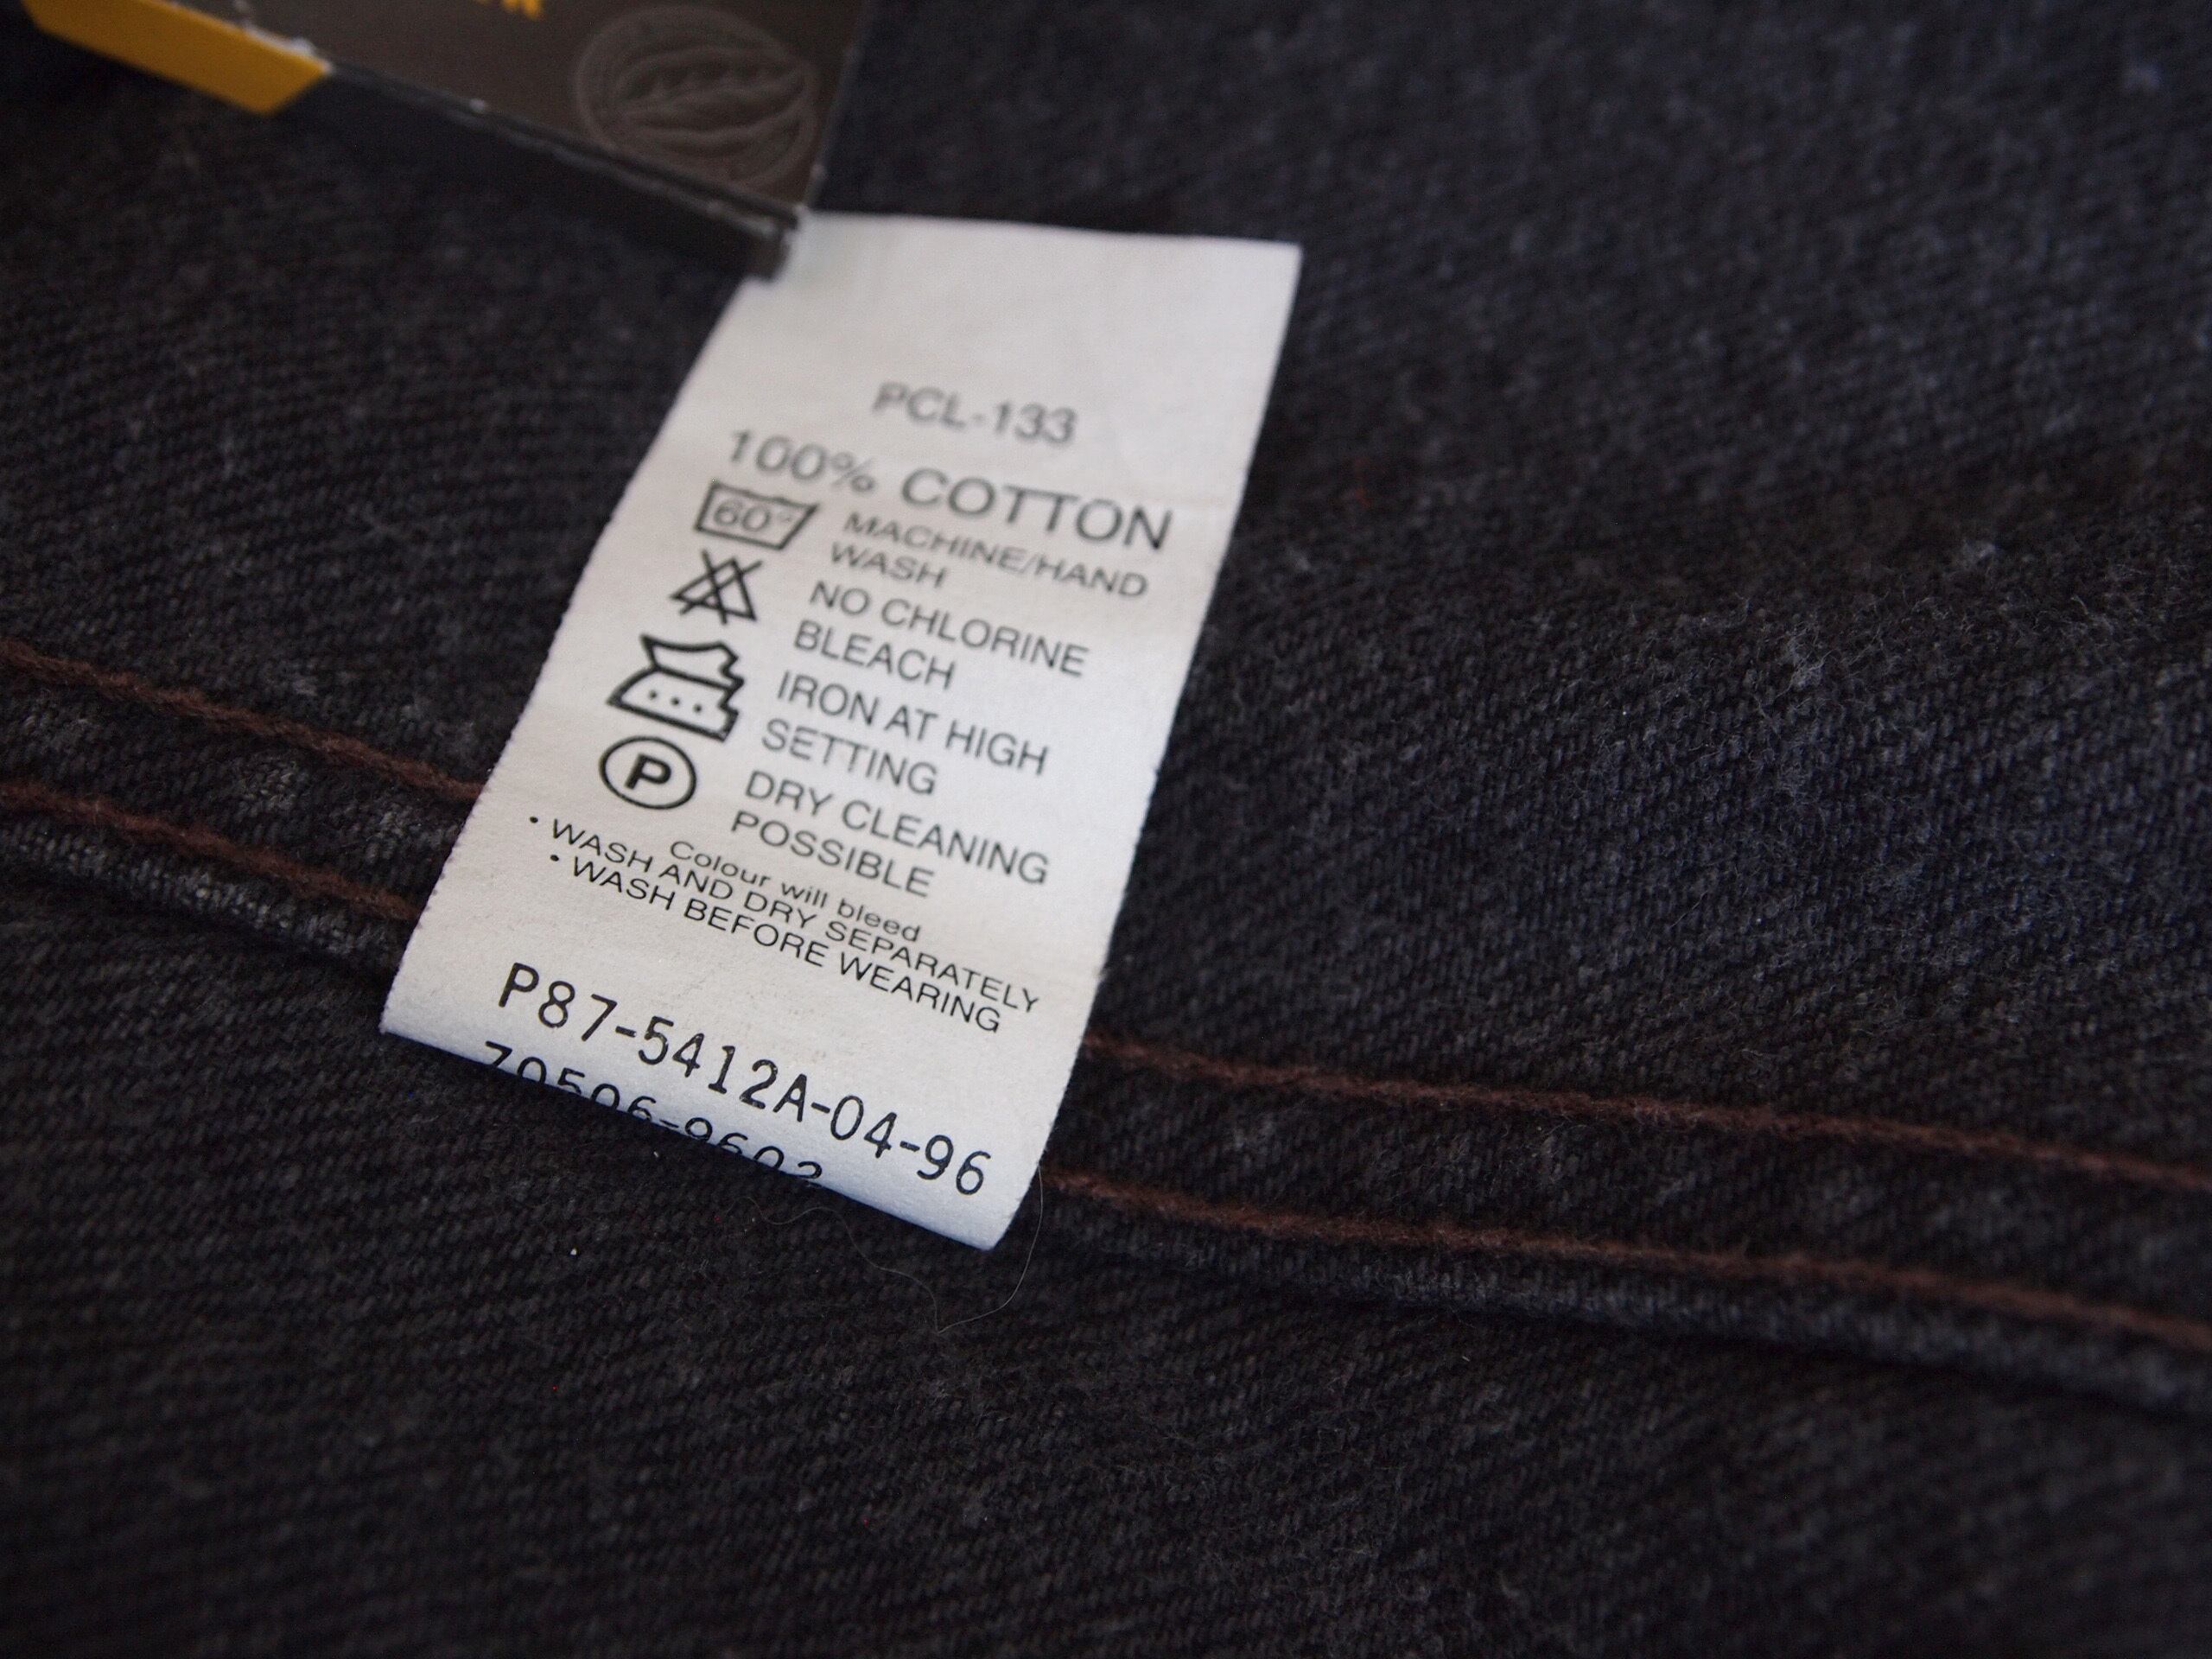 PCL-133
100% COTTON
60°
MACHINE/HAND
WASH
NO CHLORINE
BLEACH
IRON AT HIGH
SETTING
P
DRY CLEANING
POSSIBLE
Colour will bleed
• WASH AND DRY SEPARATELY
• WASH BEFORE WEARING
P87-5412A-04-96